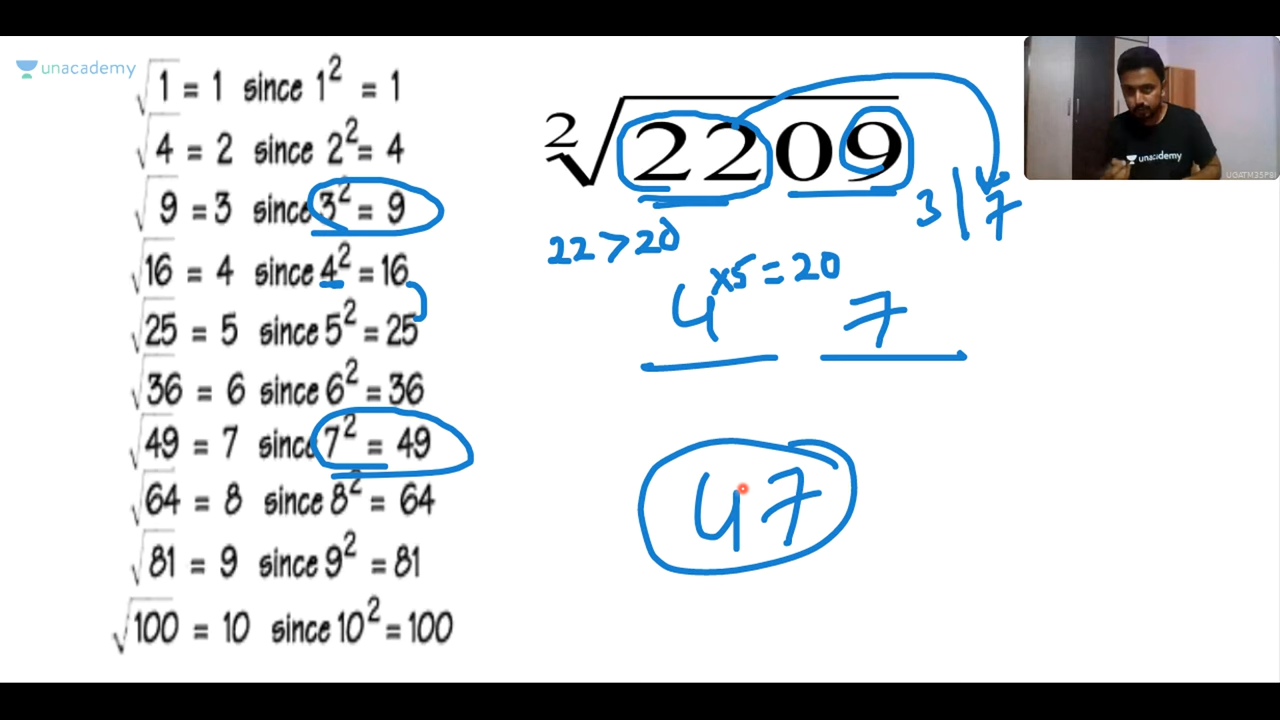 unacademy
√1 = 1 since 1² = 1
√4 = 2 since 2² = 4
√9 = 3 since 3² = 9
√16 = 4 since 4² = 16
√25 = 5 since 5² = 25
√36 = 6 since 6² = 36
√49 = 7 since 7² = 49
√64 = 8 since 8² = 64
√81 = 9 since 9² = 81
√100 = 10 since 10² = 100
²√2209
3 | 7
22 > 20
4 ×5 = 20
7
47
unacademy